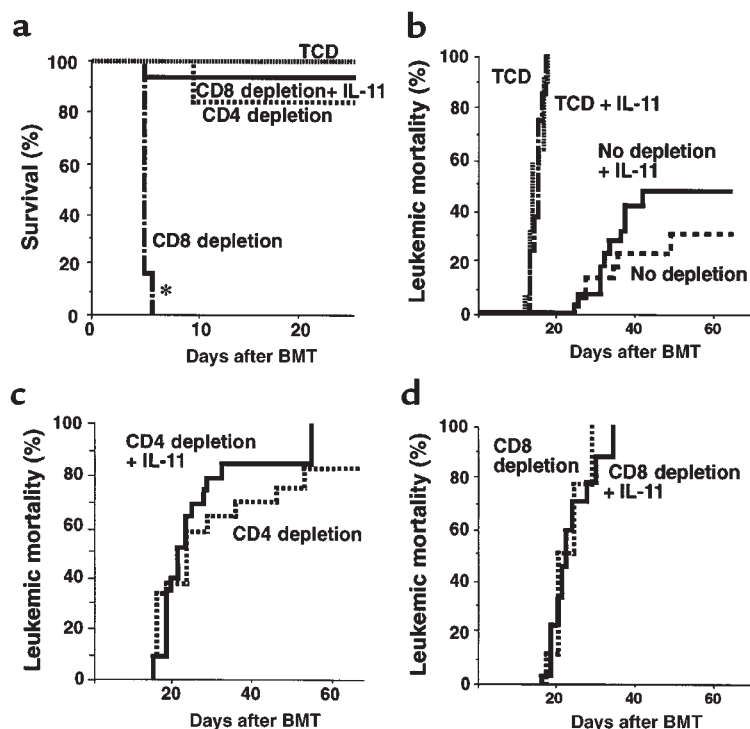 a
Survival (%)
100
80
60
40
20
0
TCD
CD8 depletion+ IL-11
CD4 depletion
CD8 depletion
*
0 10 20
Days after BMT
b
Leukemic mortality (%)
100
80
60
40
20
0
TCD
TCD + IL-11
No depletion
+ IL-11
No depletion
20 40 60
Days after BMT
c
Leukemic mortality (%)
100
80
60
40
20
0
CD4 depletion
+ IL-11
CD4 depletion
20 40 60
Days after BMT
d
Leukemic mortality (%)
100
80
60
40
20
0
CD8
depletion
CD8 depletion
+ IL-11
20 40 60
Days after BMT